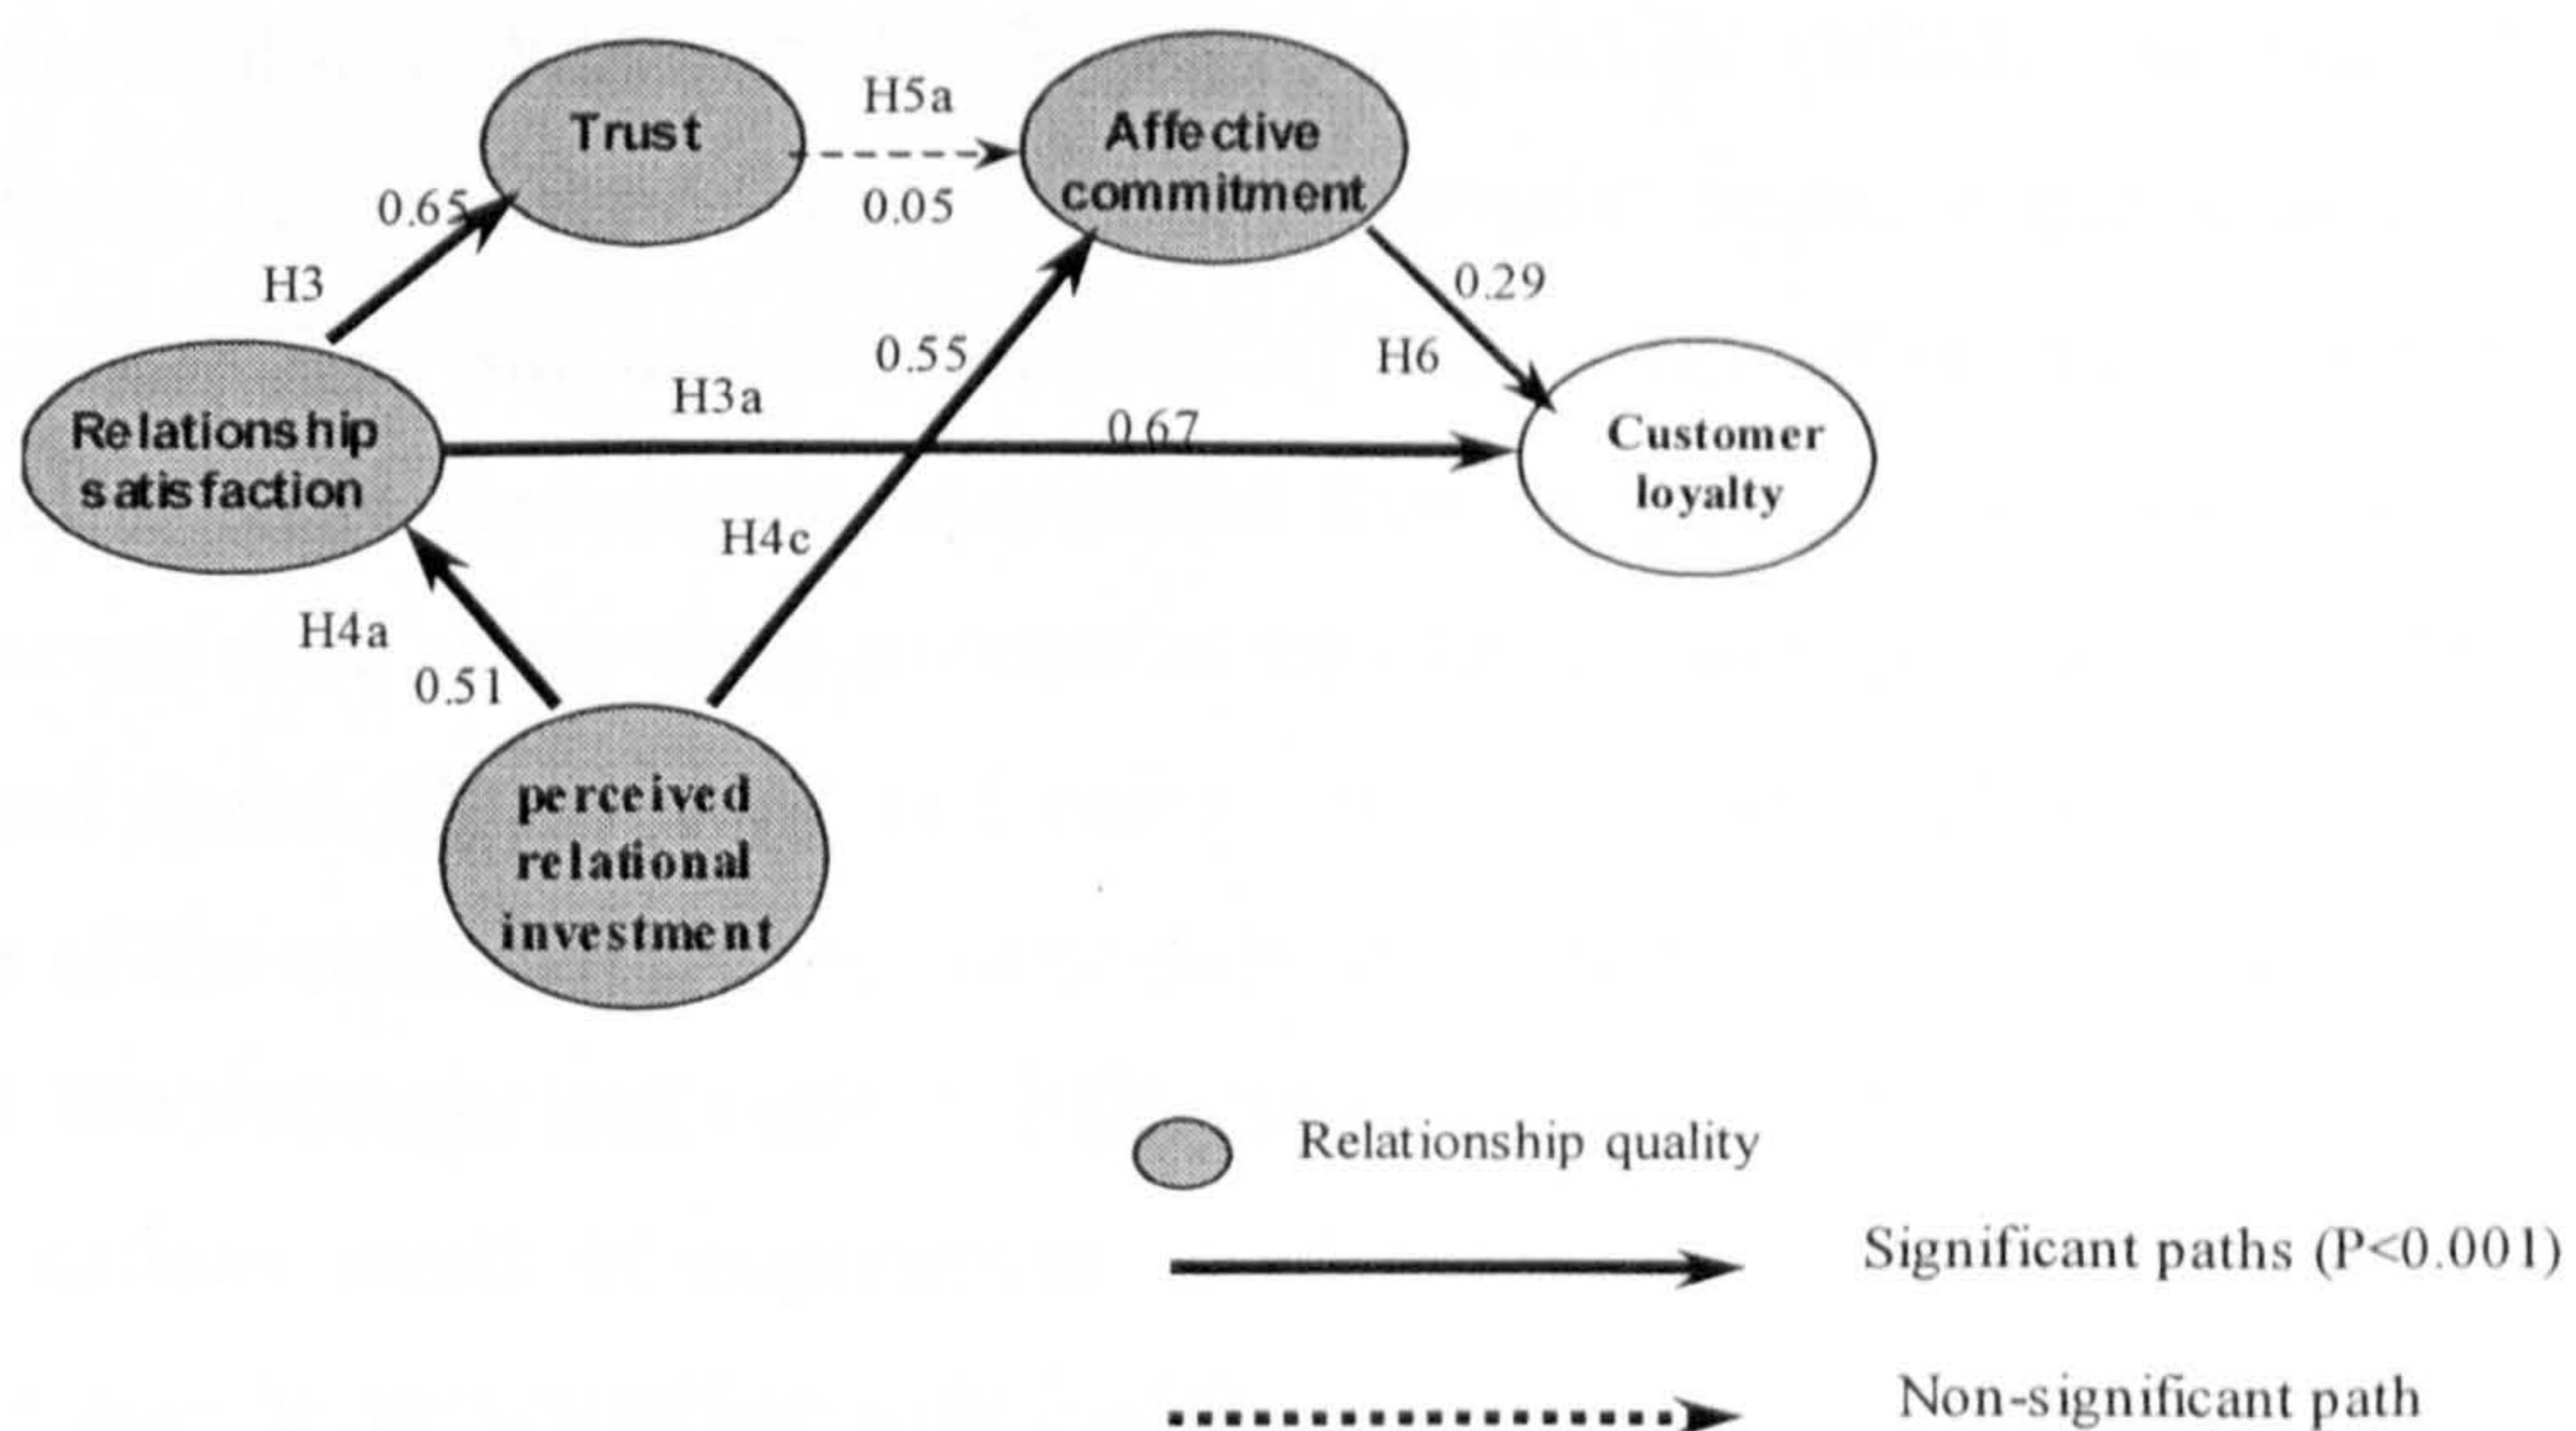 Trust
H5a
0.05
Affective
commitment
0.65
H3
0.29
H6
0.55
H3a
0.67
Relationship
satisfaction
Customer
loyalty
H4c
H4a
0.51
perceived
relational
investment
Relationship quality
Significant paths (P<0.001)
Non-significant path